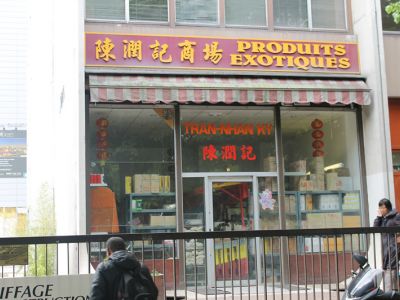 陳潤記商場 PRODUITS EXOTIQUES
TRAN-NHAN KY
陳潤記
IFFAGE